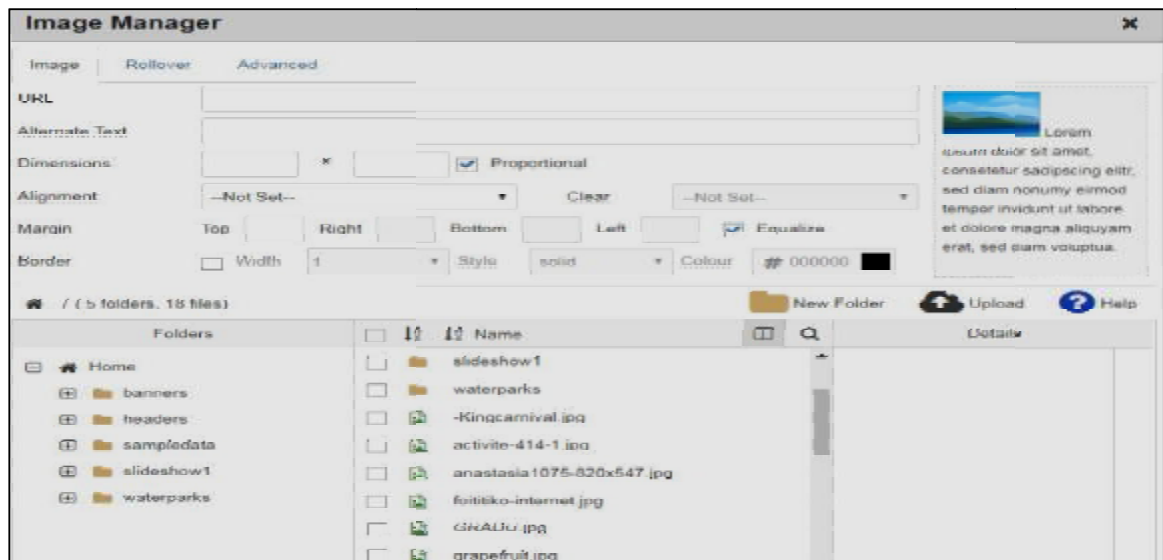 Image Manager
Image Rollover Advanced
URL
Alternate Text
Dimensions × Proportional
Alignment --Not Set-- Clear --Not Set--
Margin Top Right Bottom Left Equalize
Border Width 1 Style solid Colour # 000000
Lorem
ipsum dolor sit amet,
consetetur sadipscing elitr,
sed diam nonumy eirmod
tempor invidunt ut labore
et dolore magna aliquyam
erat, sed diam voluptua.
/ ( 5 folders, 18 files) New Folder Upload Help
Folders Name Details
Home
banners
headers
sampledata
slideshow1
waterparks
slideshow1
waterparks
-Kingcarnival.jpg
activite-414-1.jpg
anastasia1075-820x547.jpg
foititiko-internet.jpg
.jpg
grapefruit.jpg